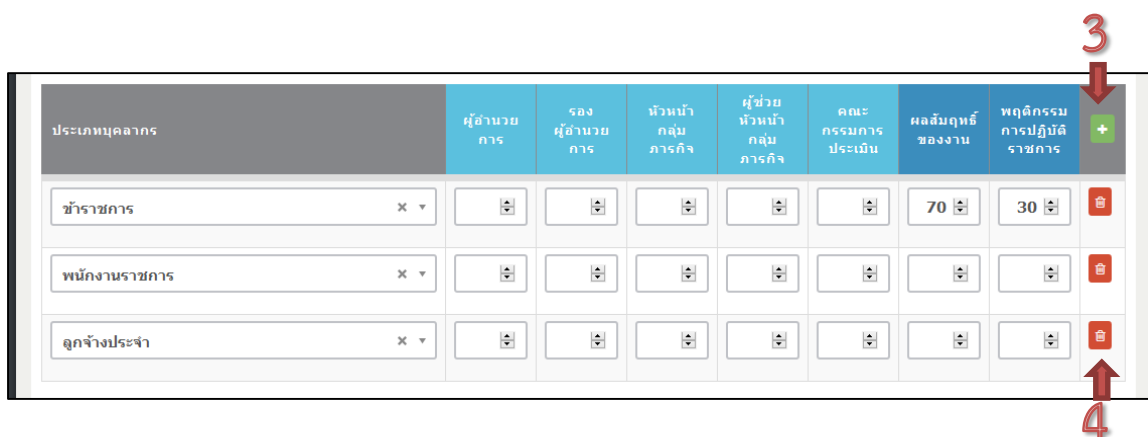 3
ประเภทบุคลากร
ผู้อำนวย
การ
รอง
ผู้อำนวย
การ
หัวหน้า
กลุ่ม
ภารกิจ
ผู้ช่วย
หัวหน้า
กลุ่ม
ภารกิจ
คณะ
กรรมการ
ประเมิน
ผลสัมฤทธิ์
ของงาน
พฤติกรรม
การปฏิบัติ
ราชการ
ข้าราชการ
70
30
พนักงานราชการ
ลูกจ้างประจำ
4